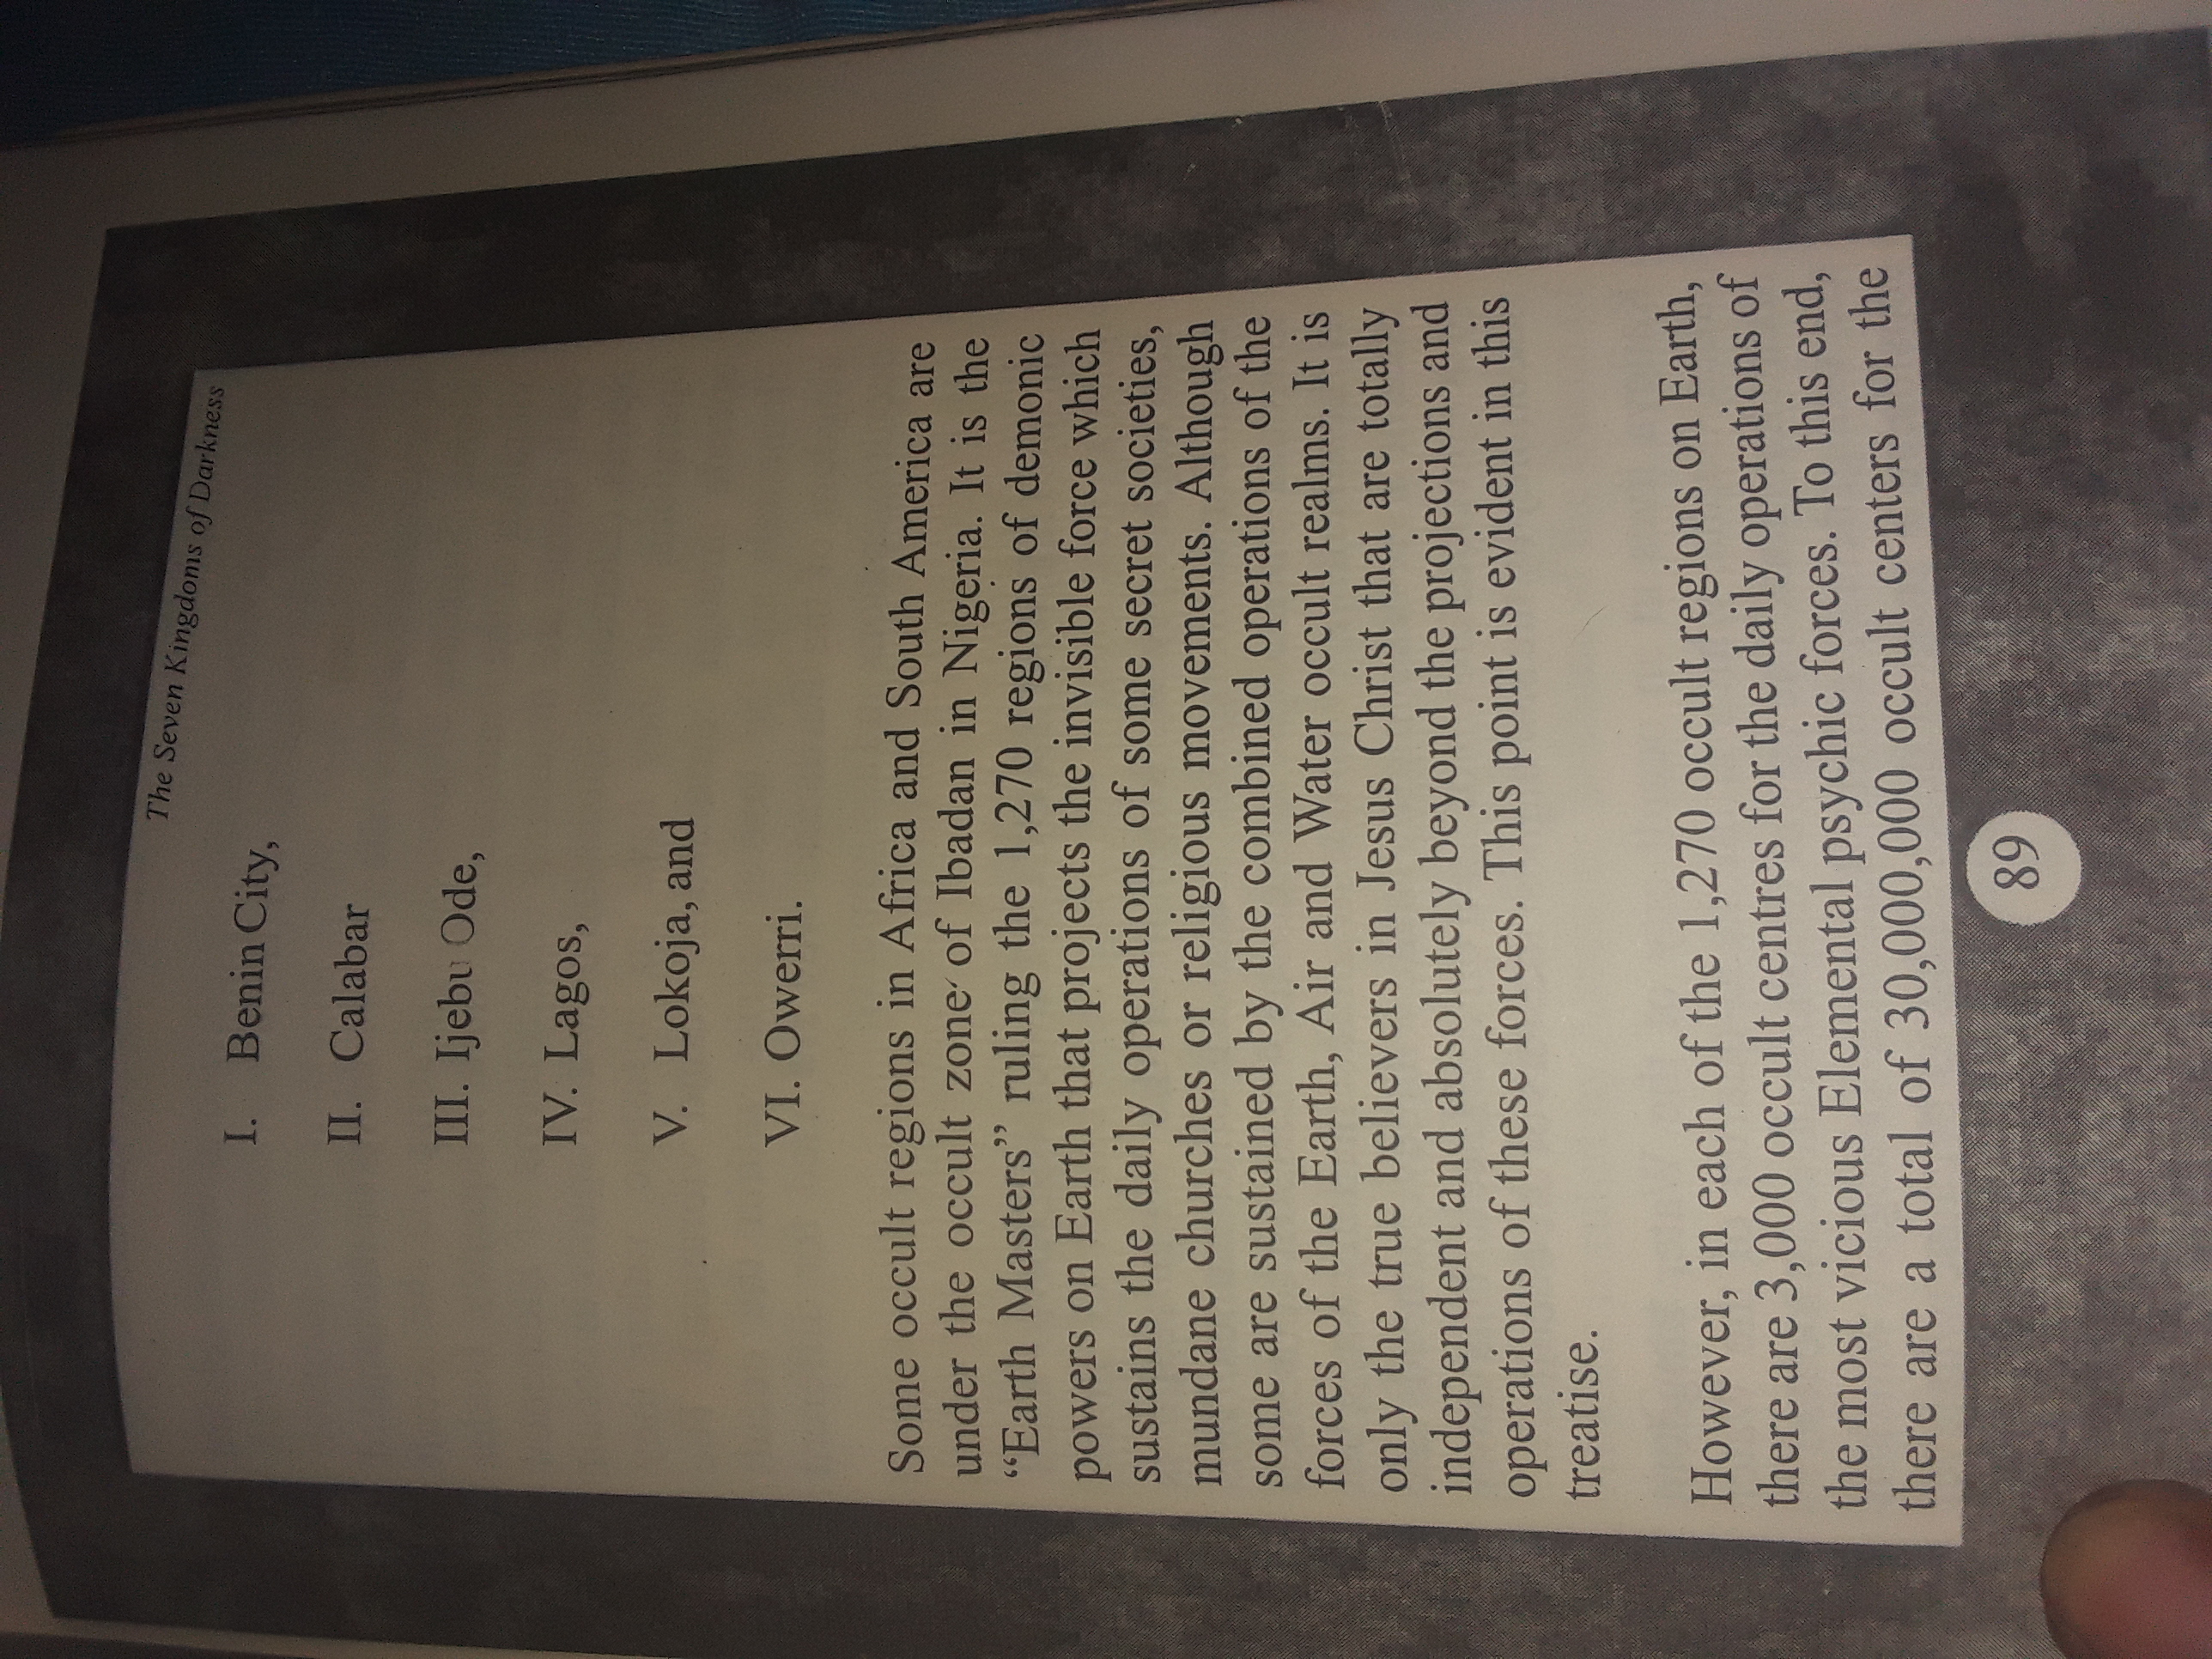 The Seven Kingdoms of Darkness
I. Benin City,
II. Calabar
III. Ijebu Ode,
IV. Lagos,
V. Lokoja, and
VI. Owerri.
Some occult regions in Africa and South America are
under the occult zone of Ibadan in Nigeria. It is the
“Earth Masters” ruling the 1,270 regions of demonic
powers on Earth that projects the invisible force which
sustains the daily operations of some secret societies,
mundane churches or religious movements. Although
some are sustained by the combined operations of the
forces of the Earth, Air and Water occult realms. It is
only the true believers in Jesus Christ that are totally
independent and absolutely beyond the projections and
operations of these forces. This point is evident in this
treatise.
However, in each of the 1,270 occult regions on Earth,
there are 3,000 occult centres for the daily operations of
the most vicious Elemental psychic forces. To this end,
there are a total of 30,000,000 occult centers for the
89